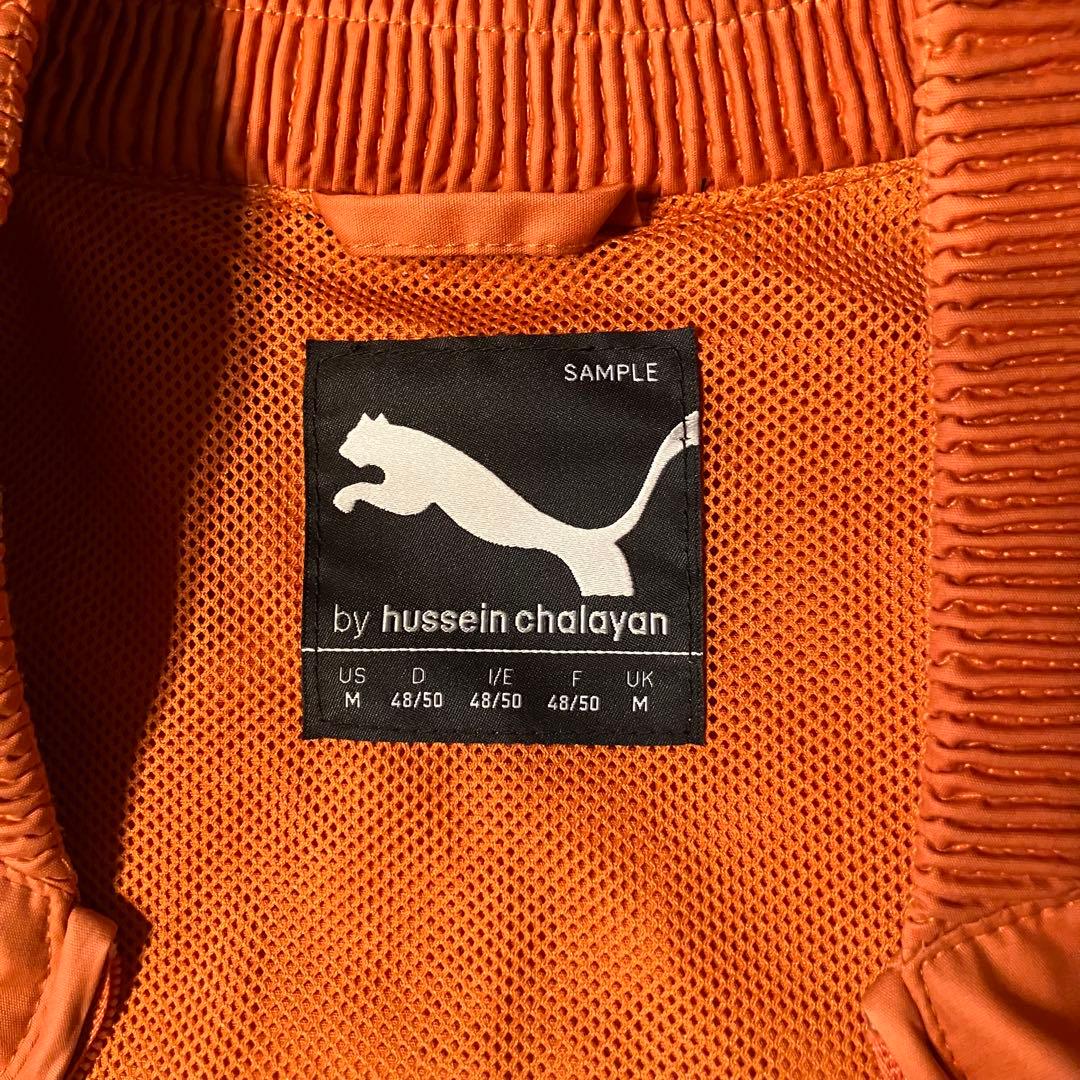 SAMPLE
by hussein chalayan
US D I/E F UK
M 48/50 48/50 48/50 M